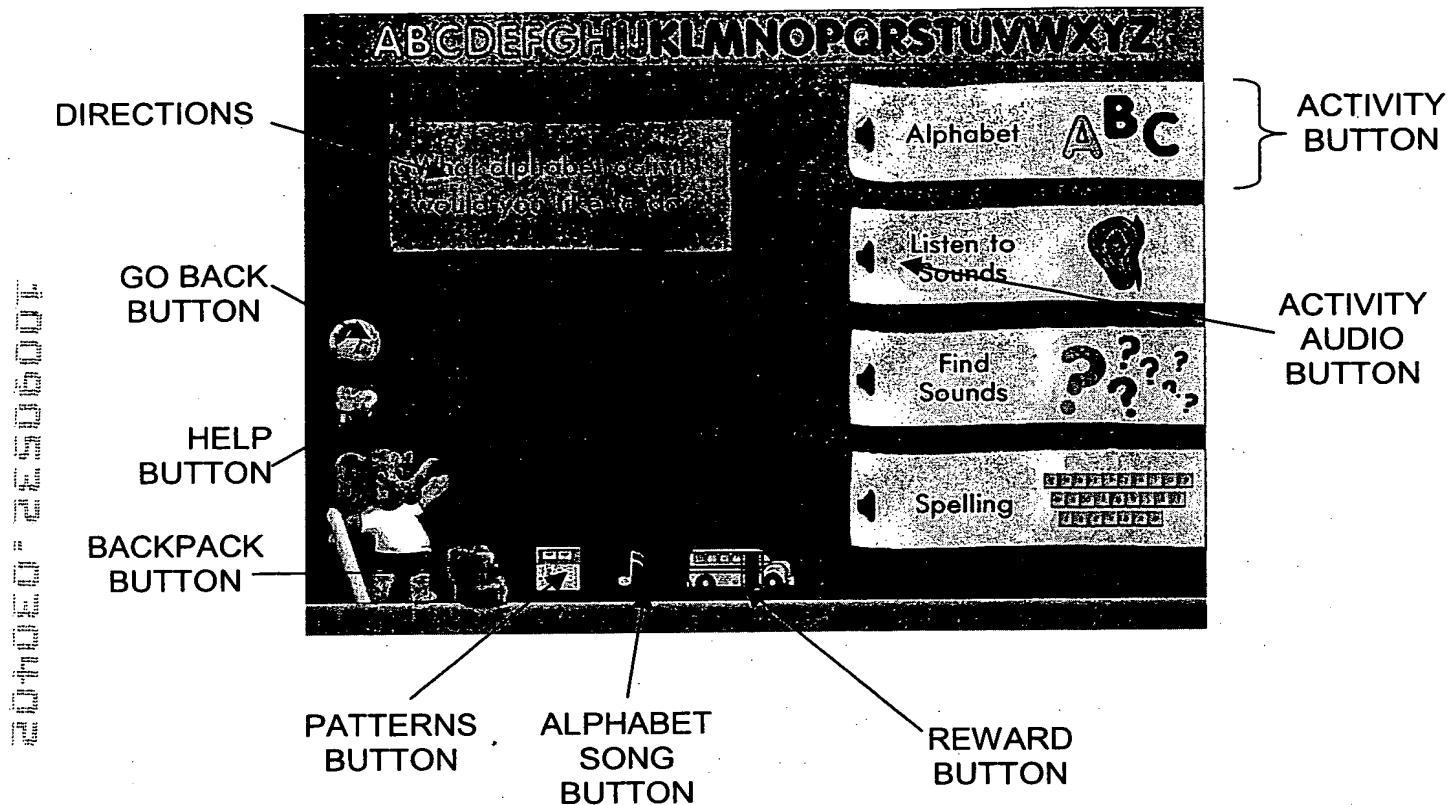 ABCDEFGHIJKLMNOPQRSTUVWXYZ
DIRECTIONS
What alphabet activity
would you like to do
Alphabet
ABC
ACTIVITY
BUTTON
Listen to
Sounds
GO BACK
BUTTON
ACTIVITY
AUDIO
BUTTON
Find
Sounds
? ? ? ? ? ? ?
HELP
BUTTON
Spelling
BACKPACK
BUTTON
PATTERNS
BUTTON
ALPHABET
SONG
BUTTON
REWARD
BUTTON